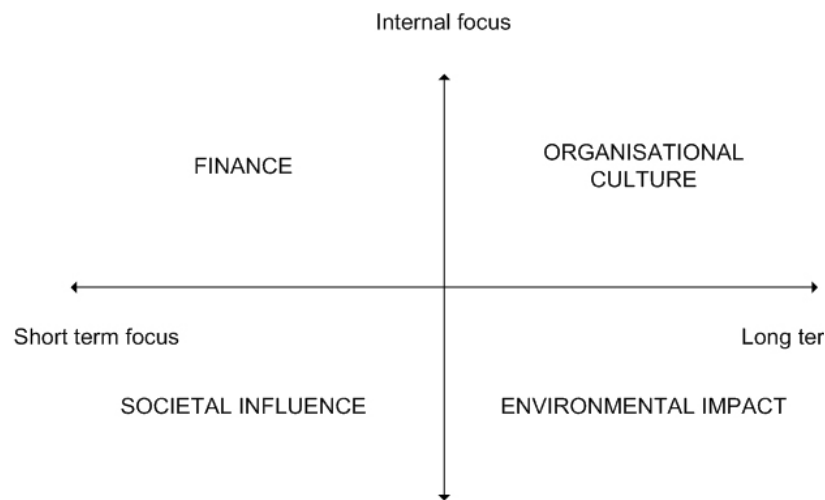 Internal focus
FINANCE
ORGANISATIONAL
CULTURE
Short term focus
Long ter
SOCIETAL INFLUENCE
ENVIRONMENTAL IMPACT